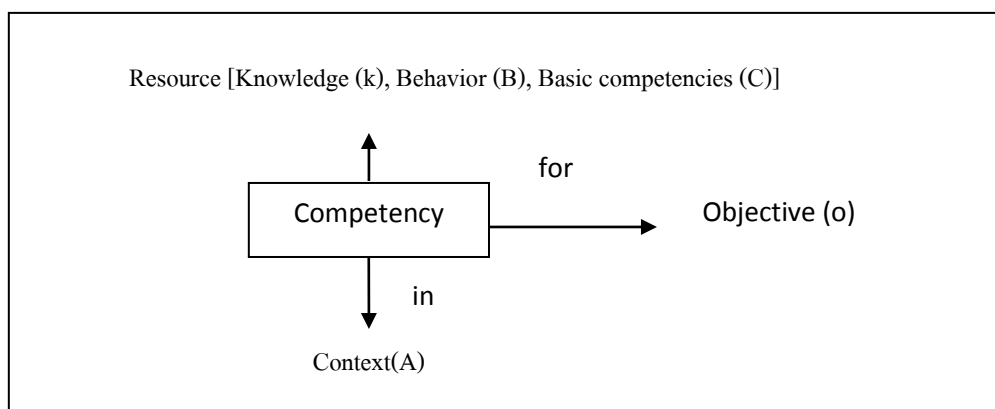 Resource [Knowledge (k), Behavior (B), Basic competencies (C)]
for
Competency
Objective (o)
in
Context(A)